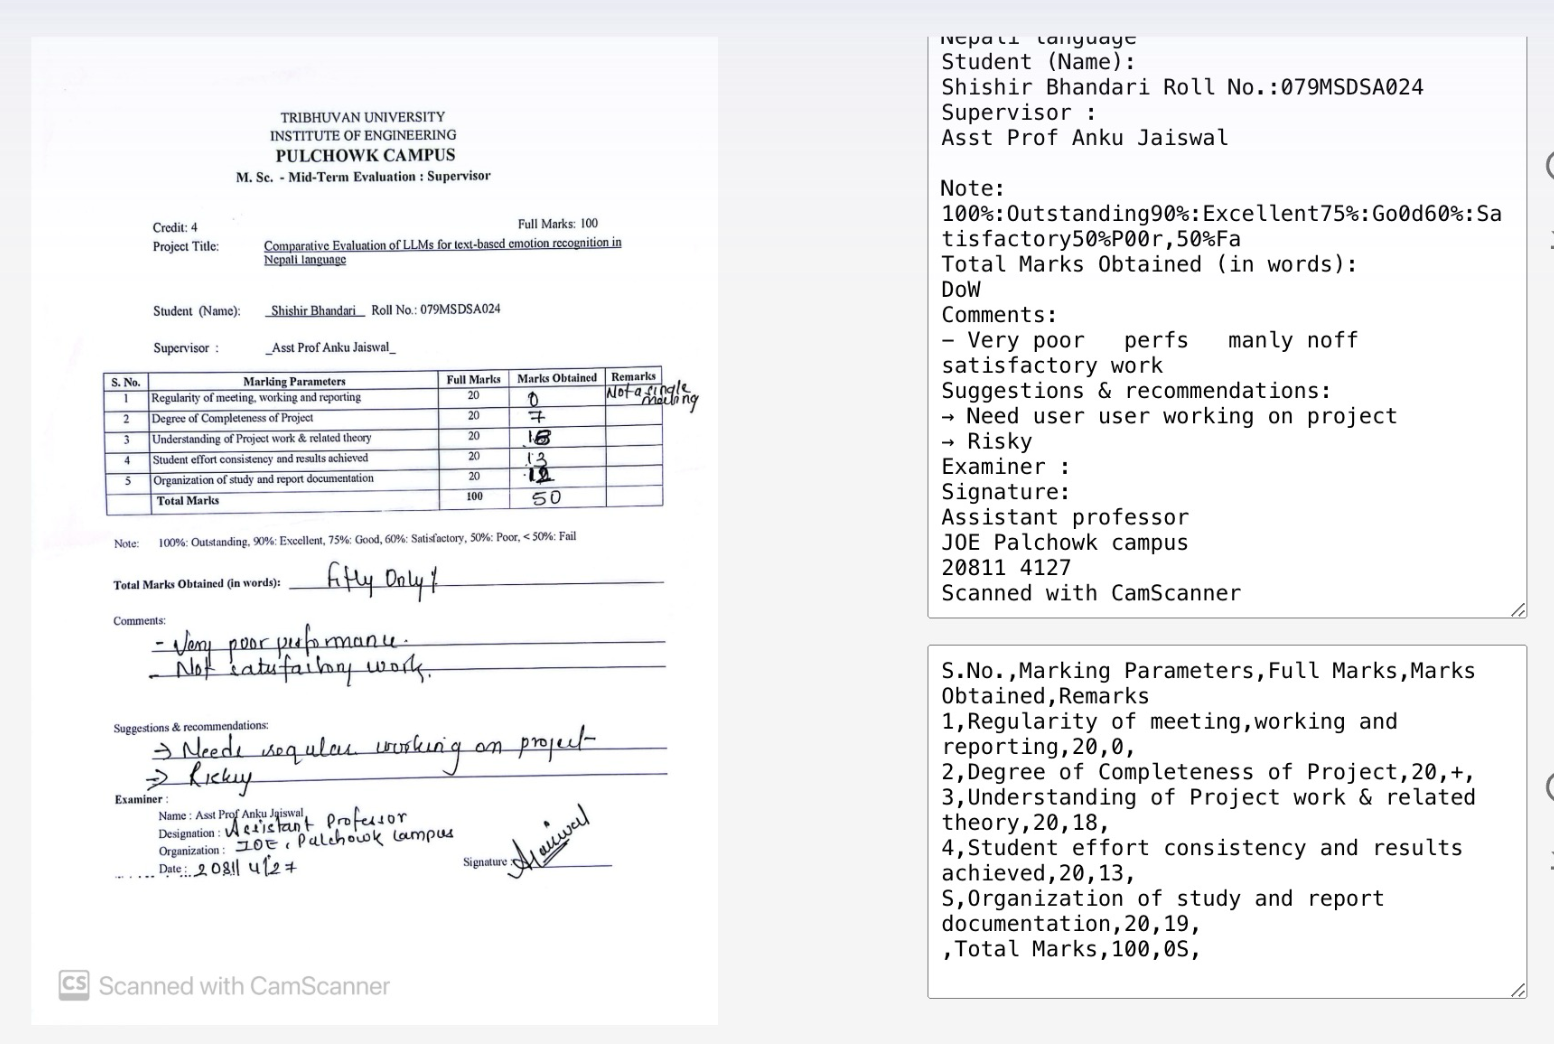 TRIBHUVAN UNIVERSITY
INSTITUTE OF ENGINEERING
PULCHOWK CAMPUS
M. Sc. - Mid-Term Evaluation : Supervisor
Credit: 4 Full Marks: 100
Project Title: Comparative Evaluation of LLMs for text-based emotion recognition in
Nepali language
Student (Name): Shishir Bhandari Roll No.: 079MSDSA024
Supervisor : _Asst Prof Anku Jaiswal_
S. No. Marking Parameters Full Marks Marks Obtained Remarks
1 Regularity of meeting, working and reporting 20 0 Not a single
meeting
2 Degree of Completeness of Project 20 7
3 Understanding of Project work & related theory 20
4 Student effort consistency and results achieved 20 13
5 Organization of study and report documentation 20
Total Marks 100 50
Note: 100%: Outstanding, 90%: Excellent, 75%: Good, 60%: Satisfactory, 50%: Poor, < 50%: Fail
Total Marks Obtained (in words): Fifty Only
Comments:
- Very poor performance.
- Not satisfactory work.
Suggestions & recommendations:
→ Needs regular working on project
→ Risky
Examiner :
Name : Asst Prof Anku Jaiswal
Designation : Assistant Professor
Organization : IOE, Pulchowk Campus
Date : 2081/4/27
Signature :
CS Scanned with CamScanner
Nepali language
Student (Name):
Shishir Bhandari Roll No.:079MSDSA024
Supervisor :
Asst Prof Anku Jaiswal
Note:
100%:Outstanding90%:Excellent75%:Go0d60%:Sa
tisfactory50%P00r,50%Fa
Total Marks Obtained (in words):
DoW
Comments:
– Very poor perfs manly noff
satisfactory work
Suggestions & recommendations:
→ Need user user working on project
→ Risky
Examiner :
Signature:
Assistant professor
JOE Palchowk campus
20811 4127
Scanned with CamScanner
S.No.,Marking Parameters,Full Marks,Marks
Obtained,Remarks
1,Regularity of meeting,working and
reporting,20,0,
2,Degree of Completeness of Project,20,+,
3,Understanding of Project work & related
theory,20,18,
4,Student effort consistency and results
achieved,20,13,
S,Organization of study and report
documentation,20,19,
,Total Marks,100,0S,